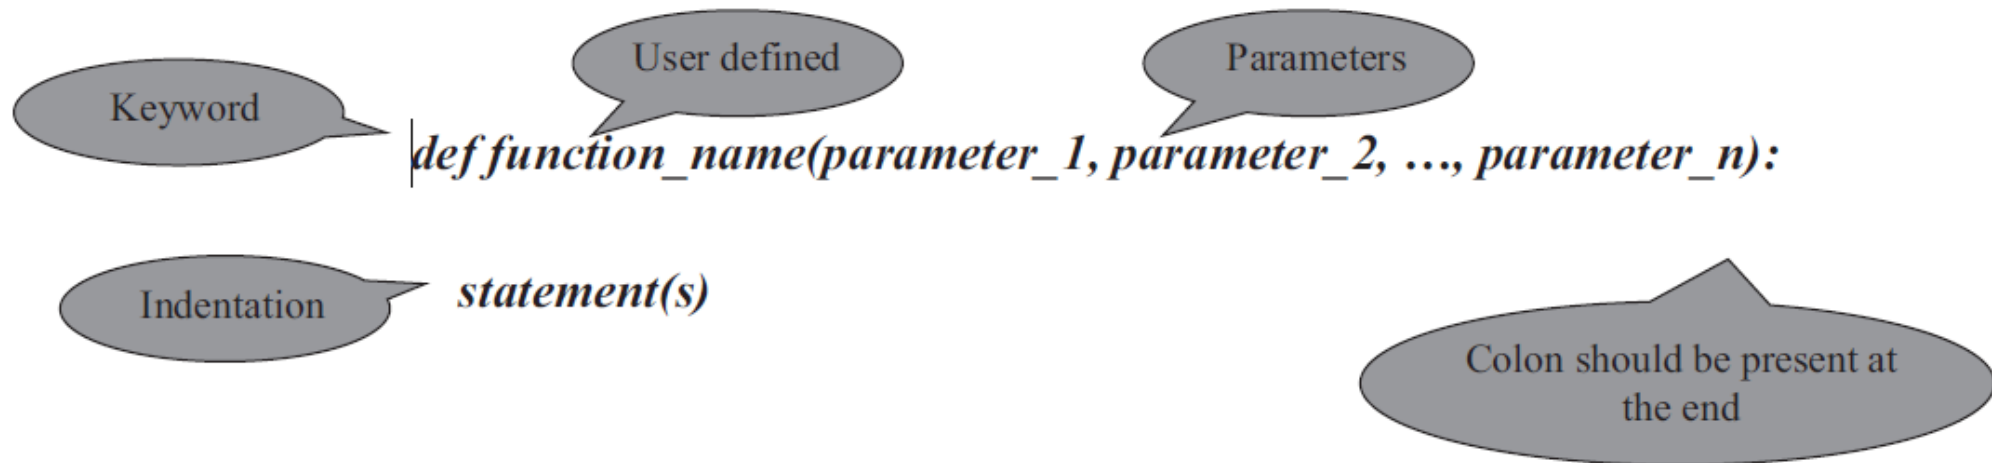 User defined
Parameters
Keyword
def function_name(parameter_1, parameter_2, …, parameter_n):
Indentation
statement(s)
Colon should be present at
the end